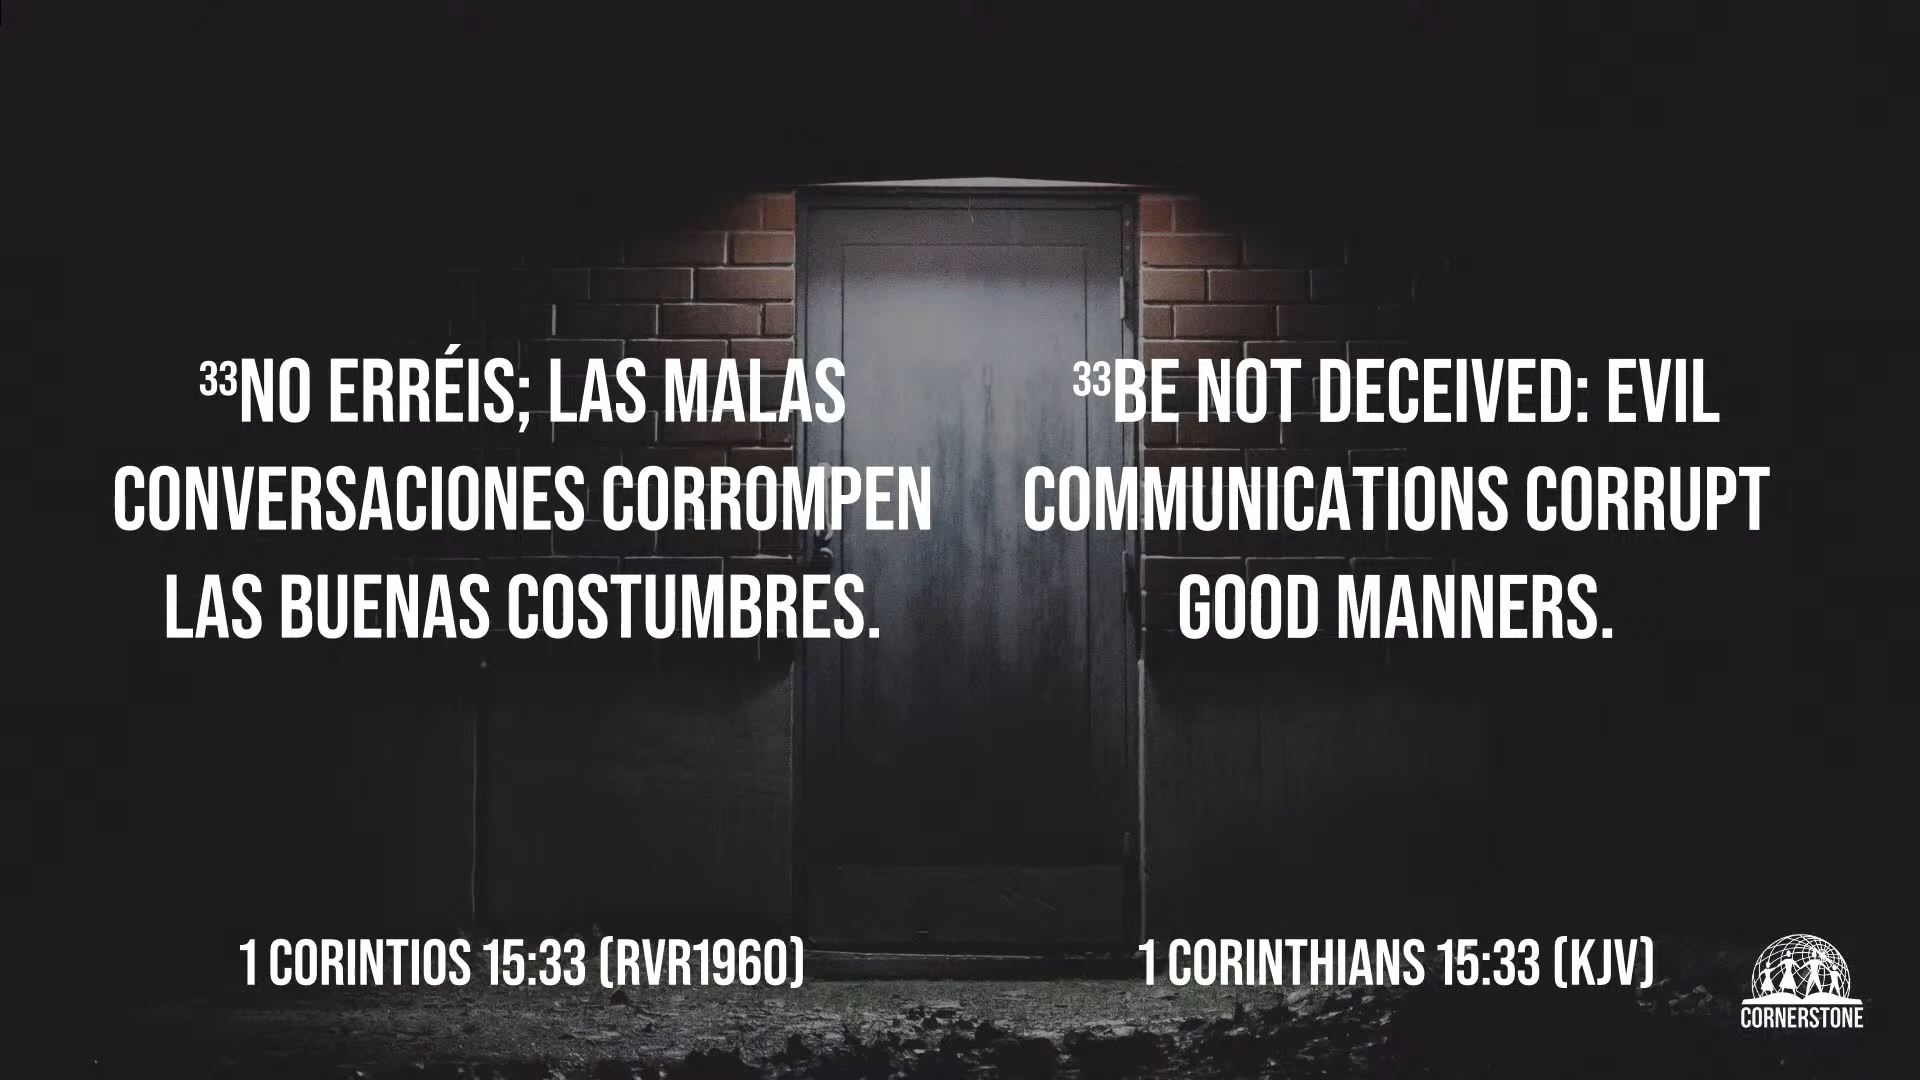 ³³NO ERRÉIS; LAS MALAS
CONVERSACIONES CORROMPEN
LAS BUENAS COSTUMBRES.
1 CORINTIOS 15:33 (RVR1960)
³³BE NOT DECEIVED: EVIL
COMMUNICATIONS CORRUPT
GOOD MANNERS.
1 CORINTHIANS 15:33 (KJV)
CORNERSTONE